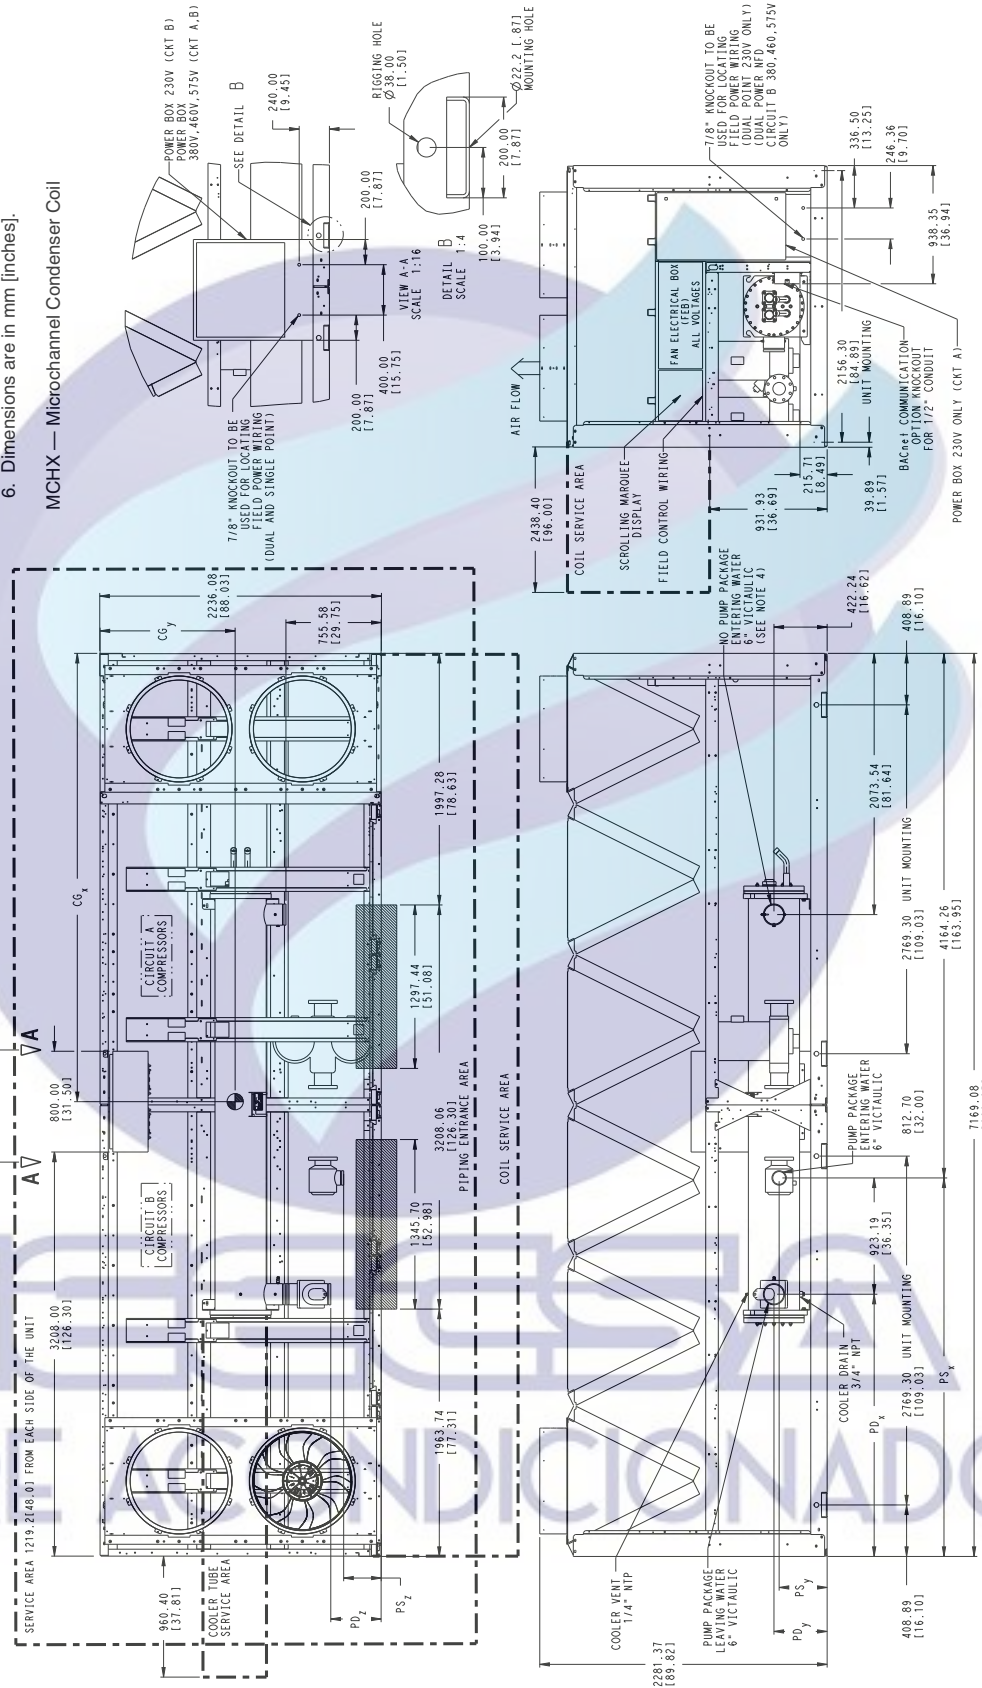 6. Dimensions are in mm [inches].
MCHX — Microchannel Condenser Coil
SERVICE AREA 1219.2[48.0] FROM EACH SIDE OF THE UNIT
960.40
[37.81]
3208.00
[126.30]
A
A
800.00
[31.50]
CGx
COOLER TUBE
SERVICE AREA
CIRCUIT B
COMPRESSORS
CIRCUIT A
COMPRESSORS
CGy
2236.08
[88.03]
755.58
[29.75]
PDz
PSz
1963.74
[77.31]
1345.70
[52.98]
3208.06
[126.30]
1297.44
[51.08]
1997.28
[78.63]
PIPING ENTRANCE AREA
COIL SERVICE AREA
7/8" KNOCKOUT TO BE
USED FOR LOCATING
FIELD POWER WIRING
(DUAL AND SINGLE POINT)
POWER BOX 230V (CKT B)
POWER BOX
380V,460V,575V (CKT A,B)
SEE DETAIL B
240.00
[9.45]
200.00
[7.87]
400.00
[15.75]
200.00
[7.87]
VIEW A-A
SCALE 1:16
DETAIL B
SCALE 1:4
RIGGING HOLE
Ø38.00
[1.50]
100.00
[3.94]
200.00
[7.87]
Ø22.2 [.87]
MOUNTING HOLE
2281.37
[89.82]
COOLER VENT
1/4" NTP
PUMP PACKAGE
LEAVING WATER
6" VICTAULIC
PDy
PSy
408.89
[16.10]
COOLER DRAIN
3/4" NPT
PDx
2769.30 UNIT MOUNTING
[109.03]
PSx
923.19
[36.35]
PUMP PACKAGE
ENTERING WATER
6" VICTAULIC
812.70
[32.00]
7169.08
2769.30 UNIT MOUNTING
[109.03]
4164.26
[163.95]
2073.54
[81.64]
NO PUMP PACKAGE
ENTERING WATER
6" VICTAULIC
(SEE NOTE 4)
422.24
[16.62]
408.89
[16.10]
2438.40
[96.00]
AIR FLOW
COIL SERVICE AREA
SCROLLING MARQUEE
DISPLAY
FIELD CONTROL WIRING
FAN ELECTRICAL BOX
(FEB)
ALL VOLTAGES
931.93
[36.69]
215.71
[8.49]
39.89
[1.57]
2156.30
[84.89]
UNIT MOUNTING
BACnet COMMUNICATION
OPTION KNOCKOUT
FOR 1/2" CONDUIT
POWER BOX 230V ONLY (CKT A)
938.35
[36.94]
246.36
[9.70]
336.50
[13.25]
7/8" KNOCKOUT TO BE
USED FOR LOCATING
FIELD POWER WIRING
(DUAL POINT 230V ONLY)
(DUAL POWER NFD
CIRCUIT B 380,460,575V
ONLY)
E ACONDICIONADO